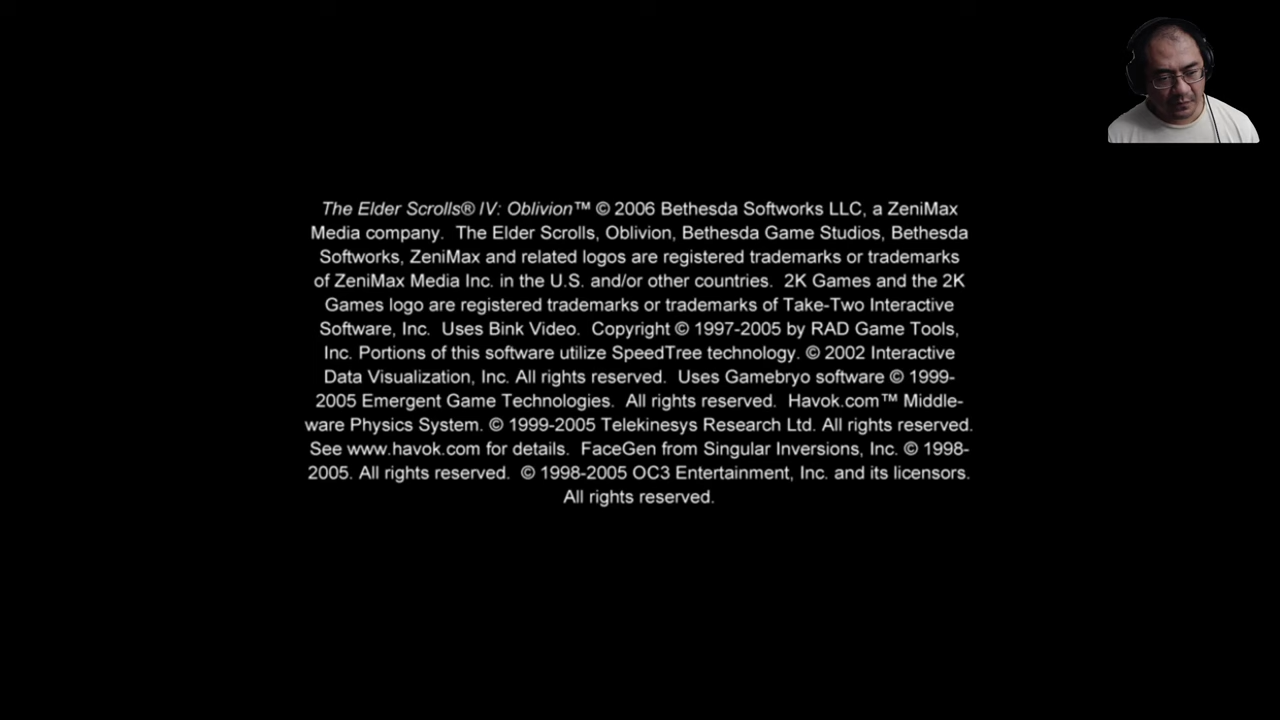 The Elder Scrolls® IV: Oblivion™ © 2006 Bethesda Softworks LLC, a ZeniMax
Media company.  The Elder Scrolls, Oblivion, Bethesda Game Studios, Bethesda
Softworks, ZeniMax and related logos are registered trademarks or trademarks
of ZeniMax Media Inc. in the U.S. and/or other countries.  2K Games and the 2K
Games logo are registered trademarks or trademarks of Take-Two Interactive
Software, Inc.  Uses Bink Video.  Copyright © 1997-2005 by RAD Game Tools,
Inc. Portions of this software utilize SpeedTree technology. © 2002 Interactive
Data Visualization, Inc. All rights reserved.  Uses Gamebryo software © 1999-
2005 Emergent Game Technologies.  All rights reserved.  Havok.com™ Middle-
ware Physics System. © 1999-2005 Telekinesys Research Ltd. All rights reserved.
See www.havok.com for details.  FaceGen from Singular Inversions, Inc. © 1998-
2005. All rights reserved.  © 1998-2005 OC3 Entertainment, Inc. and its licensors.
All rights reserved.